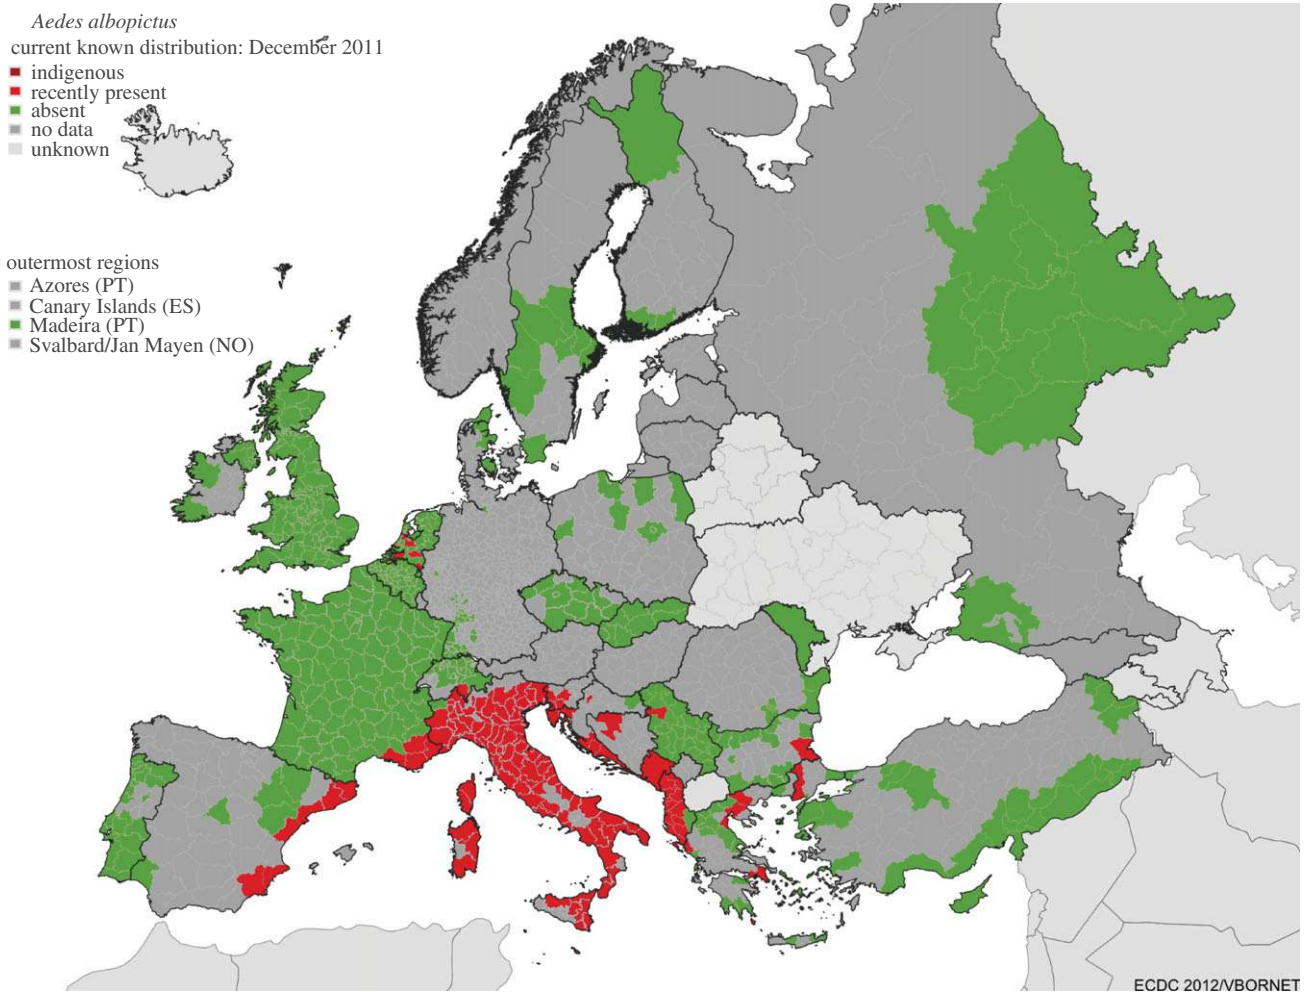 Aedes albopictus
current known distribution: December 2011
indigenous
recently present
absent
no data
unknown
outermost regions
Azores (PT)
Canary Islands (ES)
Madeira (PT)
Svalbard/Jan Mayen (NO)
ECDC 2012/VBORNET